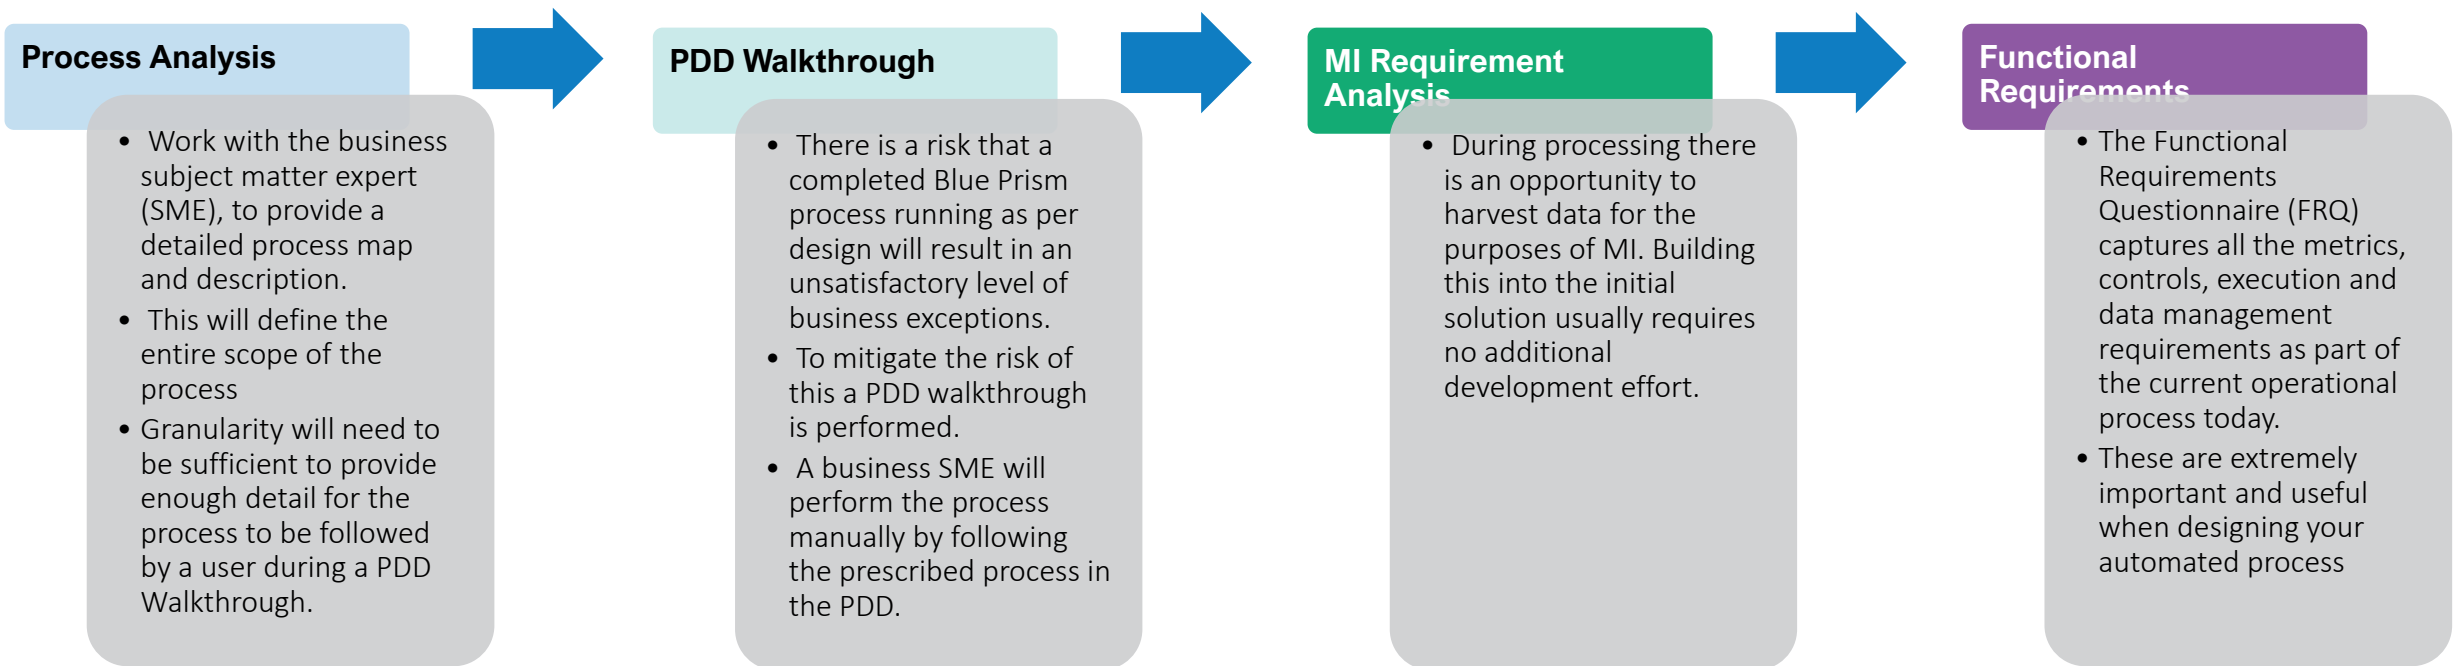 Process Analysis
• Work with the business
subject matter expert
(SME), to provide a
detailed process map
and description.
• This will define the
entire scope of the
process
• Granularity will need to
be sufficient to provide
enough detail for the
process to be followed
by a user during a PDD
Walkthrough.
PDD Walkthrough
• There is a risk that a
completed Blue Prism
process running as per
design will result in an
unsatisfactory level of
business exceptions.
• To mitigate the risk of
this a PDD walkthrough
is performed.
• A business SME will
perform the process
manually by following
the prescribed process in
the PDD.
MI Requirement
Analysis
• During processing there
is an opportunity to
harvest data for the
purposes of MI. Building
this into the initial
solution usually requires
no additional
development effort.
Functional
Requirements
• The Functional
Requirements
Questionnaire (FRQ)
captures all the metrics,
controls, execution and
data management
requirements as part of
the current operational
process today.
• These are extremely
important and useful
when designing your
automated process